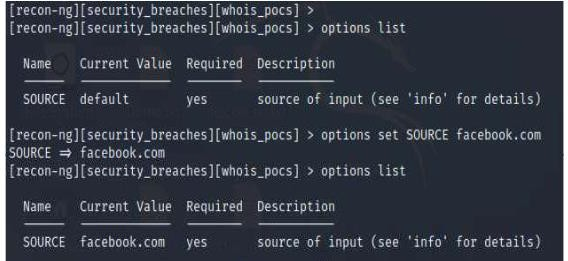 [recon-ng][security_breaches][whois_pocs] >
[recon-ng][security_breaches][whois_pocs] > options list
Name Current Value Required Description
SOURCE default yes source of input (see 'info' for details)
[recon-ng][security_breaches][whois_pocs] > options set SOURCE facebook.com
SOURCE ⇒ facebook.com
[recon-ng][security_breaches][whois_pocs] > options list
Name Current Value Required Description
SOURCE facebook.com yes source of input (see 'info' for details)